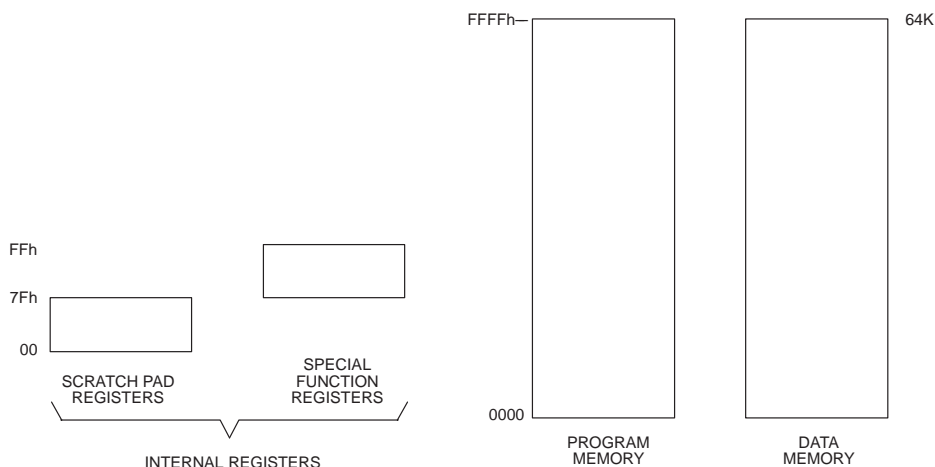 FFFFh
64K
FFh
7Fh
00
SCRATCH PAD
REGISTERS
SPECIAL
FUNCTION
REGISTERS
0000
PROGRAM
MEMORY
DATA
MEMORY
INTERNAL REGISTERS